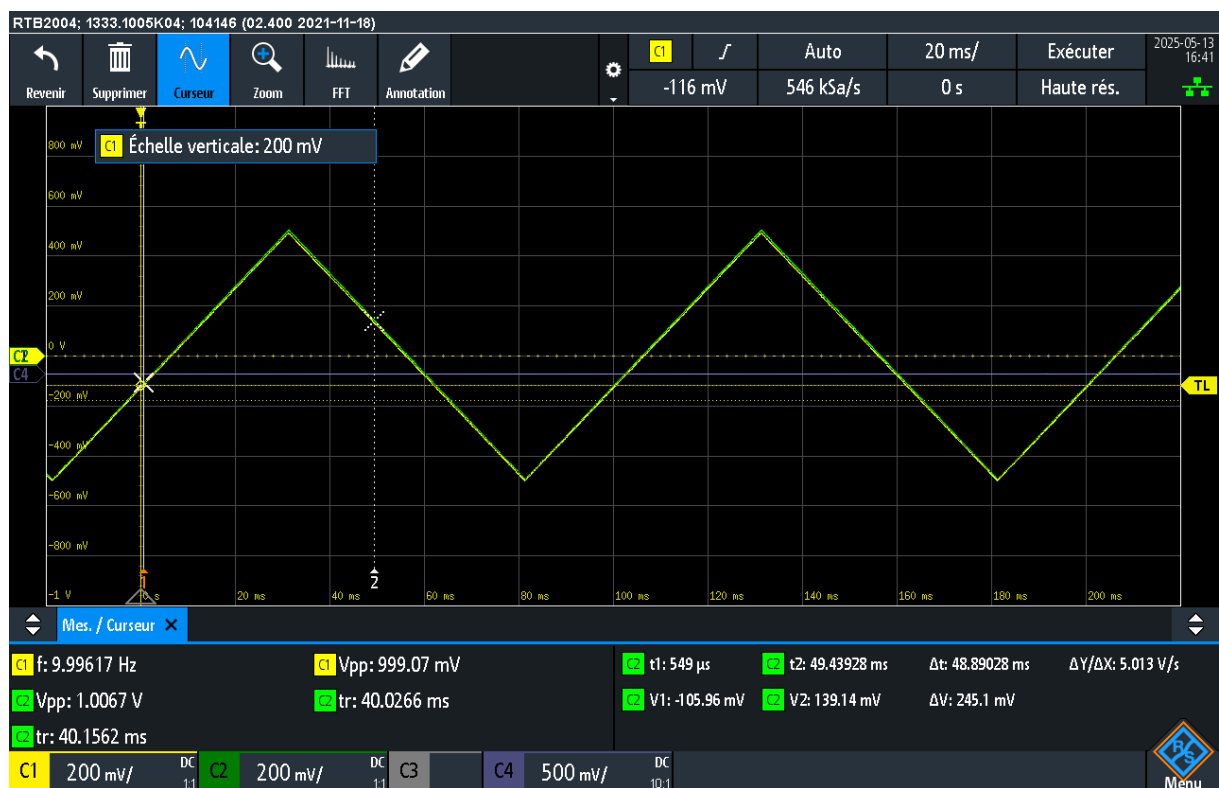 RTB2004; 1333.1005K04; 104146 (02.400 2021-11-18)
Revenir Supprimer Curseur Zoom FFT Annotation
C1 Auto 20 ms/ Exécuter 2025-05-13
-116 mV 546 kSa/s 0 s Haute rés. 16:41
C1 Échelle verticale: 200 mV
800 mV
600 mV
400 mV
200 mV
0 V
C2
C4
TL
-200 mV
-400 mV
-600 mV
-800 mV
1 2
-1 V 0 s 20 ms 40 ms 60 ms 80 ms 100 ms 120 ms 140 ms 160 ms 180 ms 200 ms
Mes. / Curseur
C1 f: 9.99617 Hz C1 Vpp: 999.07 mV C2 t1: 549 µs C2 t2: 49.43928 ms Δt: 48.89028 ms ΔY/ΔX: 5.013 V/s
C2 Vpp: 1.0067 V C2 tr: 40.0266 ms C2 V1: -105.96 mV C2 V2: 139.14 mV ΔV: 245.1 mV
C2 tr: 40.1562 ms
C1 200 mV/ DC 1:1 C2 200 mV/ DC 1:1 C3 C4 500 mV/ DC 10:1
R&S
Menu